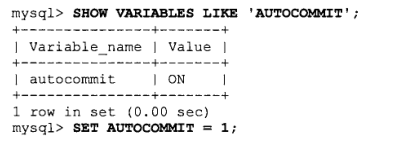 mysql> SHOW VARIABLES LIKE 'AUTOCOMMIT';
+---------------+-------+
| Variable_name | Value |
+---------------+-------+
| autocommit    | ON    |
+---------------+-------+
1 row in set (0.00 sec)
mysql> SET AUTOCOMMIT = 1;